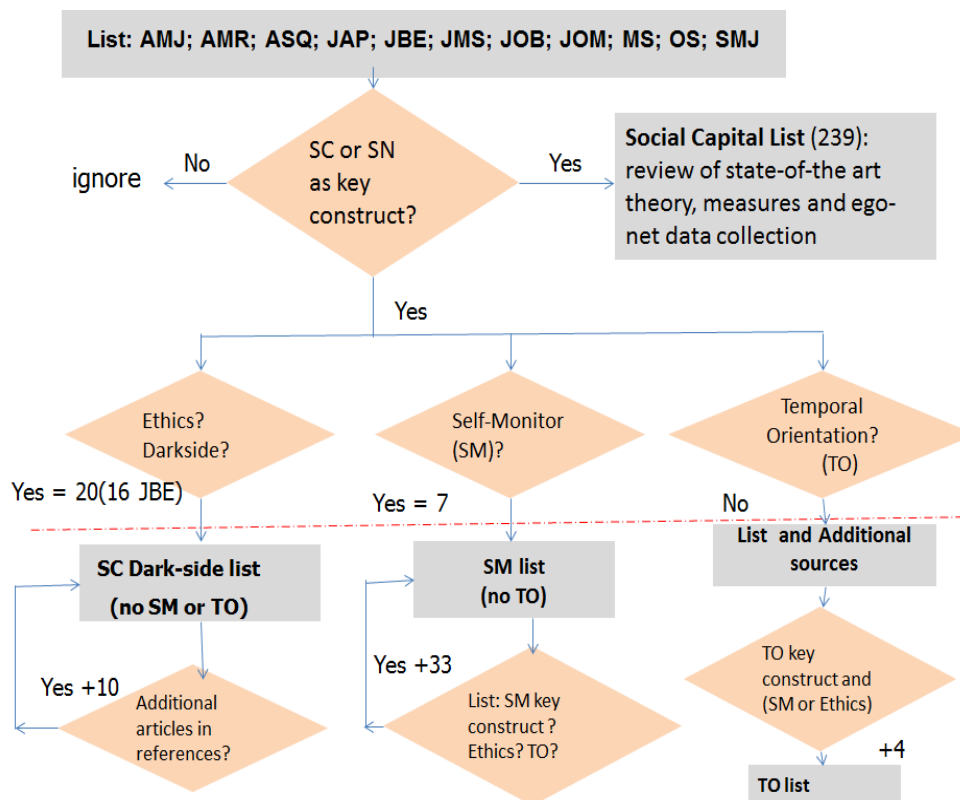 List: AMJ; AMR; ASQ; JAP; JBE; JMS; JOB; JOM; MS; OS; SMJ
SC or SN
as key
construct?
No
ignore
Yes
Social Capital List (239):
review of state-of-the art
theory, measures and ego-
net data collection
Yes
Ethics?
Darkside?
Self-Monitor
(SM)?
Temporal
Orientation?
(TO)
Yes = 20(16 JBE)
Yes = 7
No
SC Dark-side list
(no SM or TO)
SM list
(no TO)
List and Additional
sources
Yes +10
Additional
articles in
references?
Yes +33
List: SM key
construct ?
Ethics? TO?
TO key
construct and
(SM or Ethics)
+4
TO list